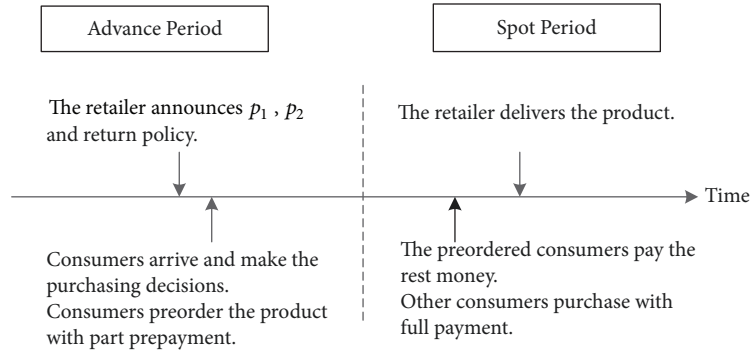 Advance Period
Spot Period
The retailer announces p₁ , p₂
and return policy.
The retailer delivers the product.
Time
Consumers arrive and make the
purchasing decisions.
Consumers preorder the product
with part prepayment.
The preordered consumers pay the
rest money.
Other consumers purchase with
full payment.